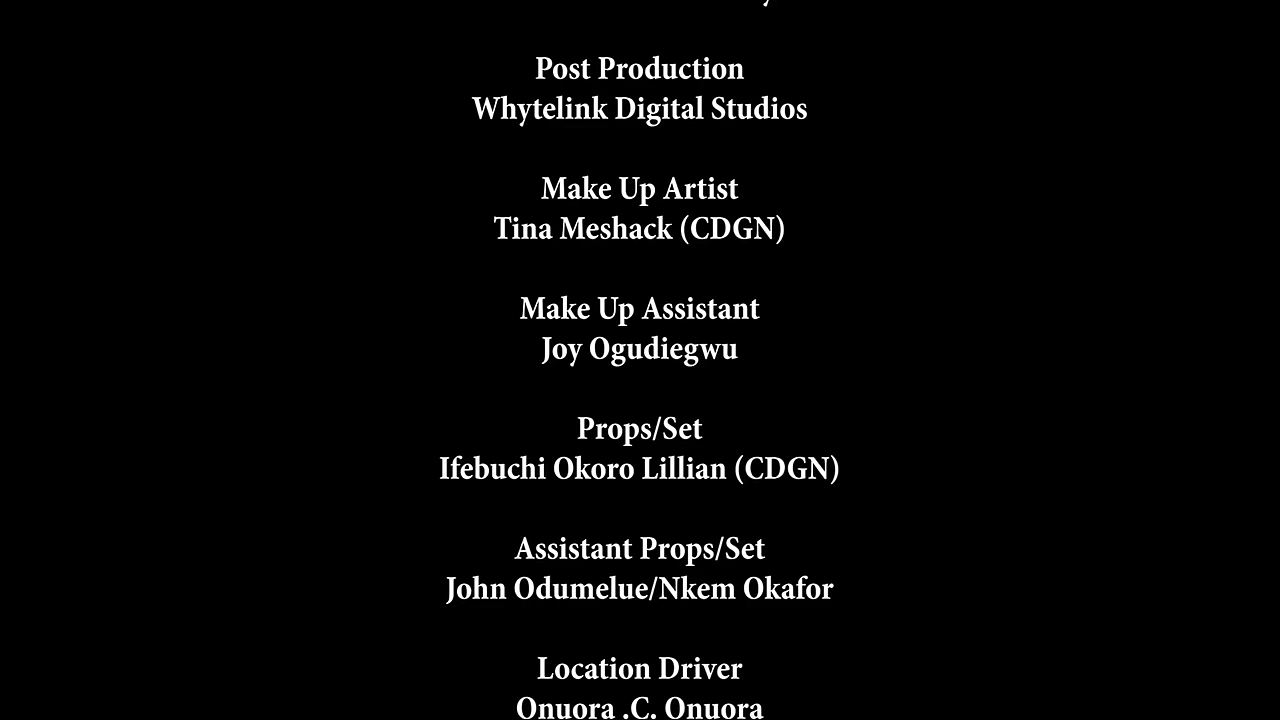 Post Production
Whytelink Digital Studios
Make Up Artist
Tina Meshack (CDGN)
Make Up Assistant
Joy Ogudiegwu
Props/Set
Ifebuchi Okoro Lillian (CDGN)
Assistant Props/Set
John Odumelue/Nkem Okafor
Location Driver
Onuora .C. Onuora